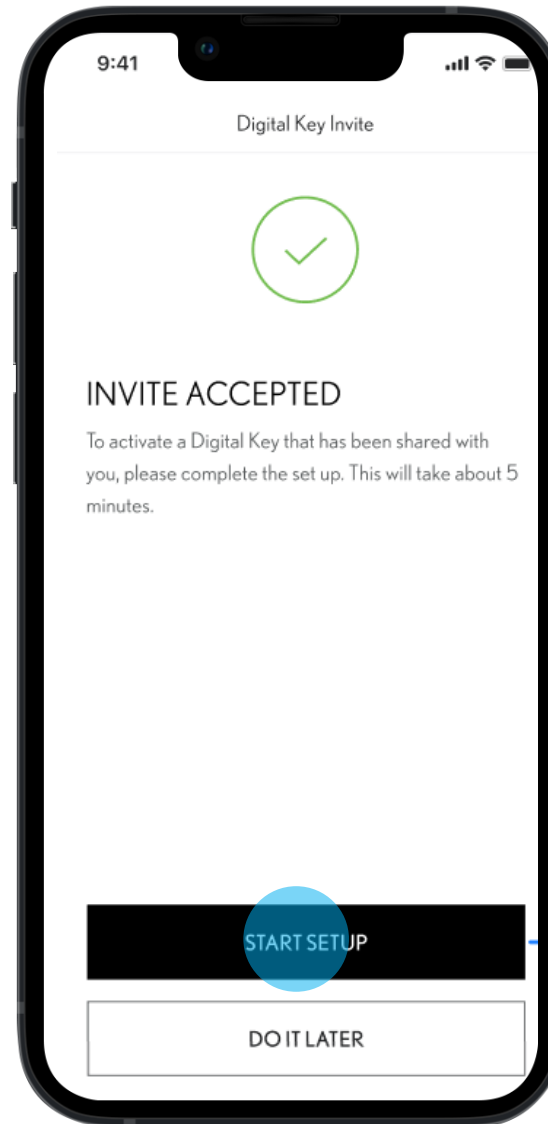 9:41
Digital Key Invite
INVITE ACCEPTED
To activate a Digital Key that has been shared with
you, please complete the set up. This will take about 5
minutes.
START SETUP
DO IT LATER